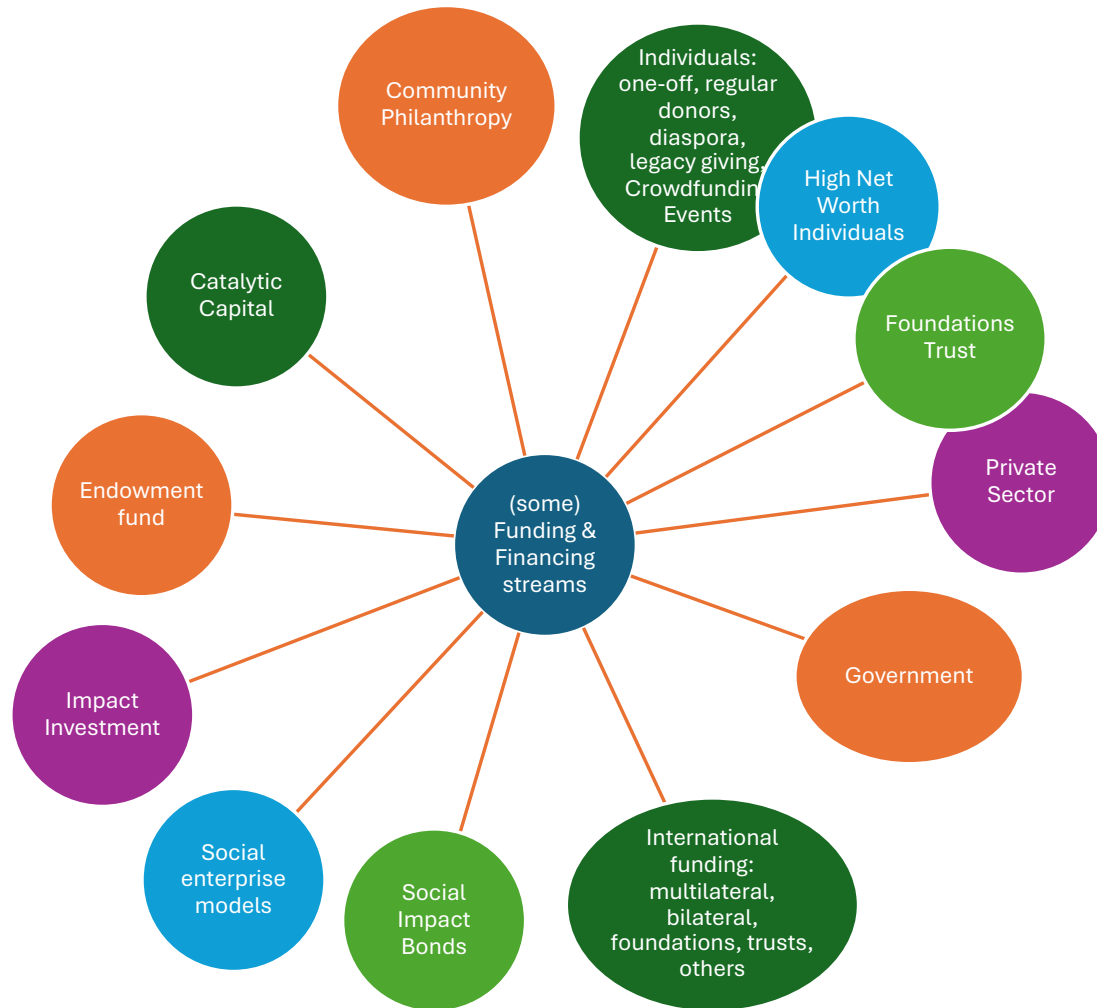 Community
Philanthropy
Individuals:
one-off, regular
donors,
diaspora,
legacy giving,
Crowdfundin
Events
High Net
Worth
Individuals
Foundations
Trust
Private
Sector
Government
International
funding:
multilateral,
bilateral,
foundations, trusts,
others
Social
Impact
Bonds
Social
enterprise
models
Impact
Investment
Endowment
fund
Catalytic
Capital
(some)
Funding &
Financing
streams